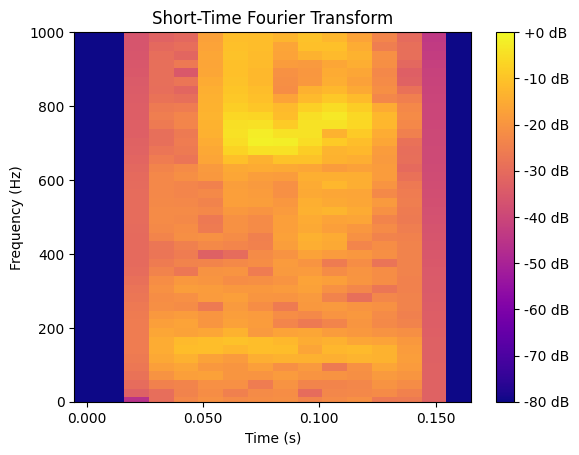 Short-Time Fourier Transform
Frequency (Hz)
1000
800
600
400
200
0
0.000
0.050
0.100
0.150
Time (s)
+0 dB
-10 dB
-20 dB
-30 dB
-40 dB
-50 dB
-60 dB
-70 dB
-80 dB